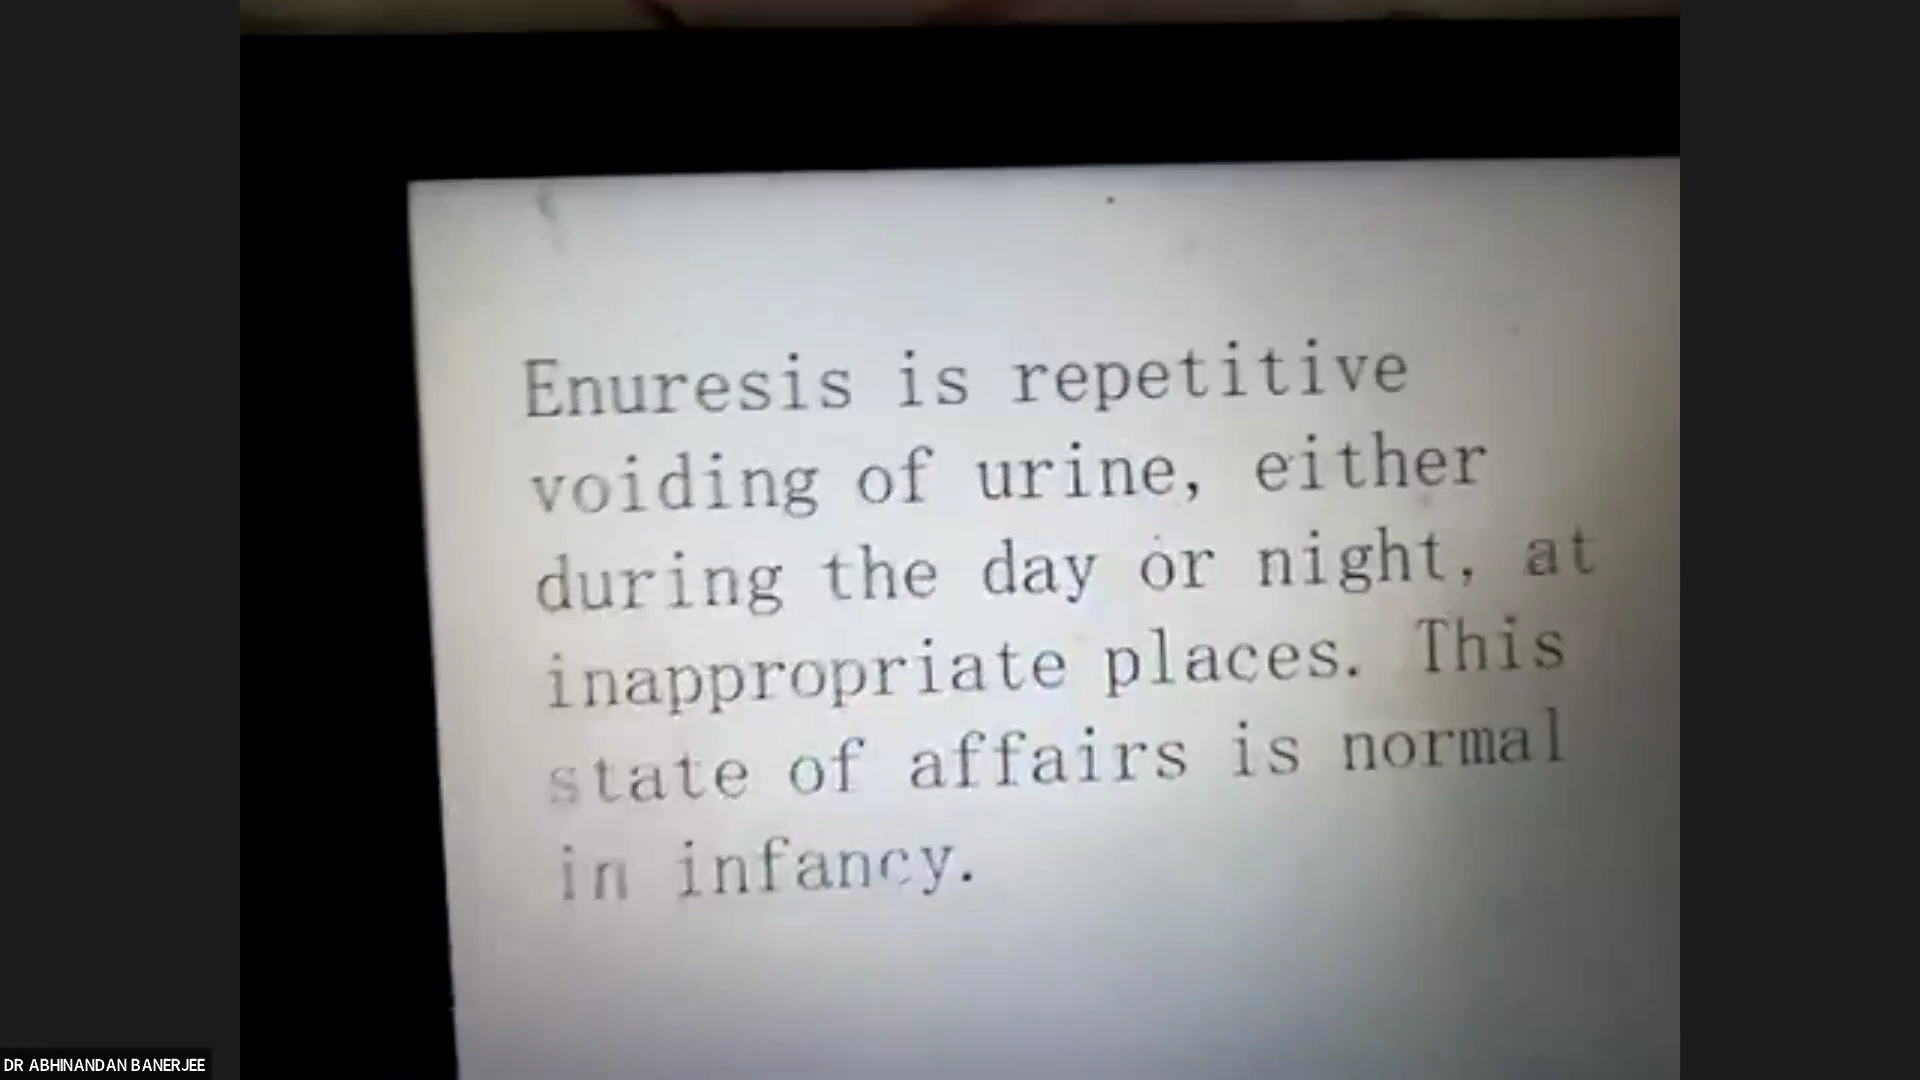 Enuresis is repetitive
voiding of urine, either
during the day or night, at
inappropriate places. This
state of affairs is normal
in infancy.
DR ABHINANDAN BANERJEE